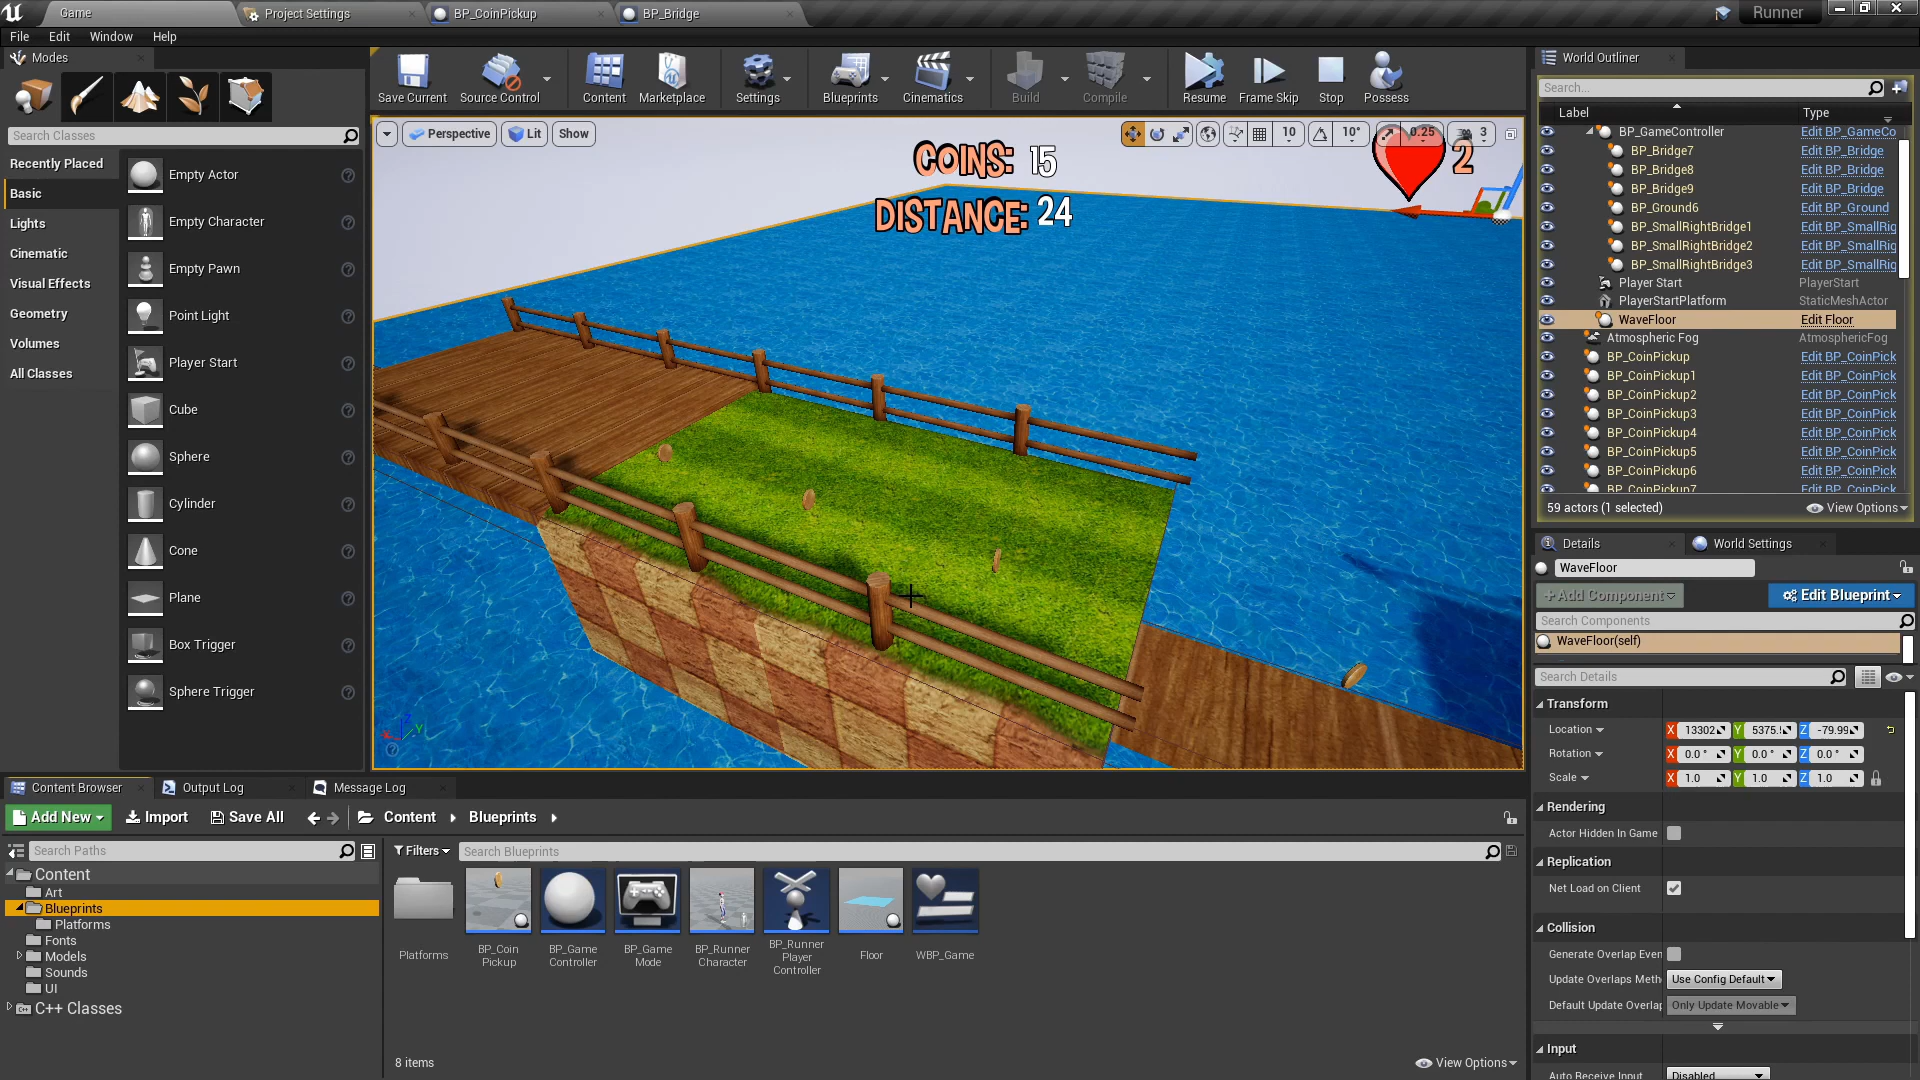 Game
Project Settings
BP_CoinPickup
BP_Bridge
Runner
File
Edit
Window
Help
Modes
Search Classes
Recently Placed
Basic
Lights
Cinematic
Visual Effects
Geometry
Volumes
All Classes
Empty Actor
Empty Character
Empty Pawn
Point Light
Player Start
Cube
Sphere
Cylinder
Cone
Plane
Box Trigger
Sphere Trigger
Save Current
Source Control
Content
Marketplace
Settings
Blueprints
Cinematics
Build
Compile
Resume
Frame Skip
Stop
Possess
Perspective
Lit
Show
10
10°
0.25
3
COINS: 15
DISTANCE: 24
2
World Outliner
Search...
Label
Type
BP_GameController Edit BP_GameCo
BP_Bridge7 Edit BP_Bridge
BP_Bridge8 Edit BP_Bridge
BP_Bridge9 Edit BP_Bridge
BP_Ground6 Edit BP_Ground
BP_SmallRightBridge1 Edit BP_SmallRig
BP_SmallRightBridge2 Edit BP_SmallRig
BP_SmallRightBridge3 Edit BP_SmallRig
Player Start PlayerStart
PlayerStartPlatform StaticMeshActor
WaveFloor Edit Floor
Atmospheric Fog AtmosphericFog
BP_CoinPickup Edit BP_CoinPick
BP_CoinPickup1 Edit BP_CoinPick
BP_CoinPickup2 Edit BP_CoinPick
BP_CoinPickup3 Edit BP_CoinPick
BP_CoinPickup4 Edit BP_CoinPick
BP_CoinPickup5 Edit BP_CoinPick
BP_CoinPickup6 Edit BP_CoinPick
BP_CoinPickup7 Edit BP_CoinPick
59 actors (1 selected)
View Options
Details
World Settings
WaveFloor
+Add Component
Edit Blueprint
Search Components
WaveFloor(self)
Search Details
Transform
Location X 13302 Y 5375. Z -79.99
Rotation X 0.0 ° Y 0.0 ° Z 0.0 °
Scale X 1.0 Y 1.0 Z 1.0
Rendering
Actor Hidden In Game
Replication
Net Load on Client
Collision
Generate Overlap Even
Update Overlaps Meth Use Config Default
Default Update Overlap Only Update Movable
Input
Auto Receive Input Disabled
Content Browser
Output Log
Message Log
Add New
Import
Save All
Content
Blueprints
Search Paths
Filters
Search Blueprints
Content
Art
Blueprints
Platforms
Fonts
Models
Sounds
UI
C++ Classes
Platforms
BP_Coin
Pickup
BP_Game
Controller
BP_Game
Mode
BP_Runner
Character
BP_Runner
Player
Controller
Floor
WBP_Game
8 items
View Options